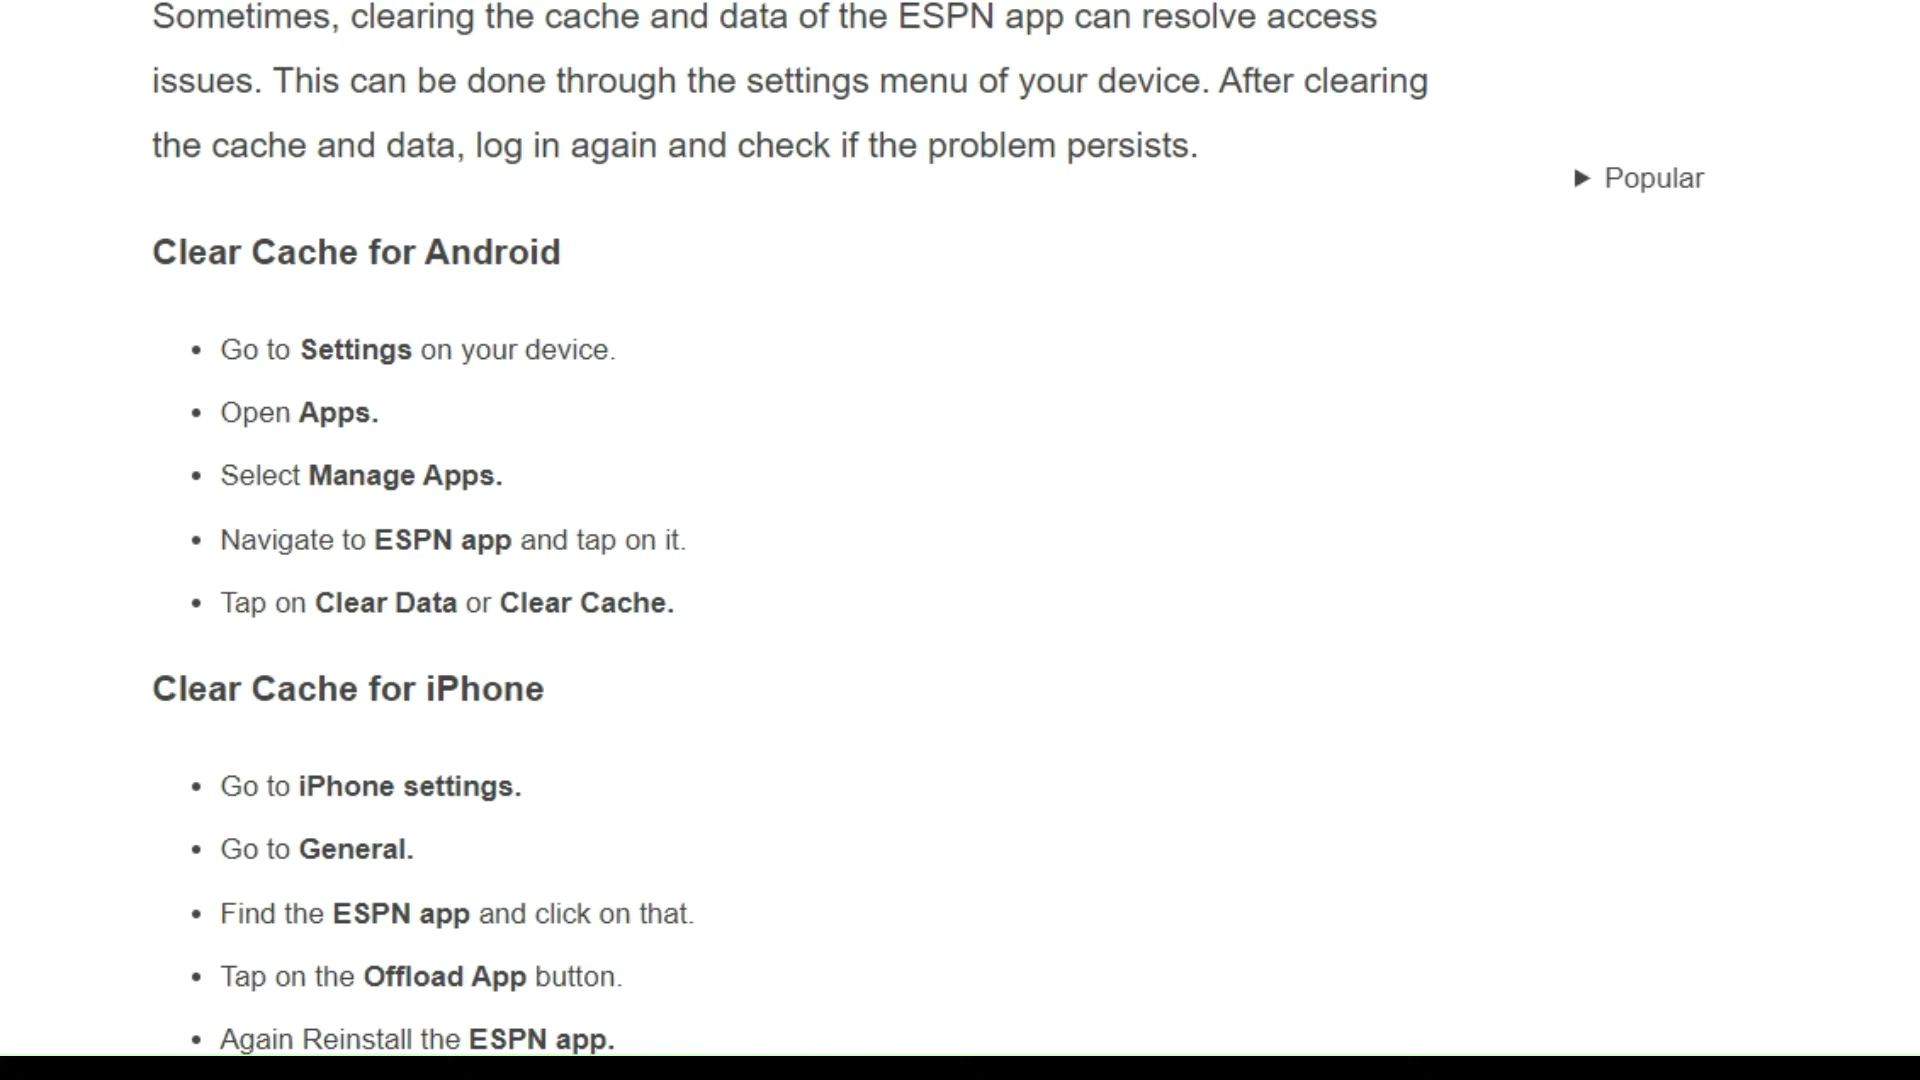 Sometimes, clearing the cache and data of the ESPN app can resolve access
issues. This can be done through the settings menu of your device. After clearing
the cache and data, log in again and check if the problem persists.
▶ Popular
Clear Cache for Android
• Go to Settings on your device.
• Open Apps.
• Select Manage Apps.
• Navigate to ESPN app and tap on it.
• Tap on Clear Data or Clear Cache.
Clear Cache for iPhone
• Go to iPhone settings.
• Go to General.
• Find the ESPN app and click on that.
• Tap on the Offload App button.
• Again Reinstall the ESPN app.